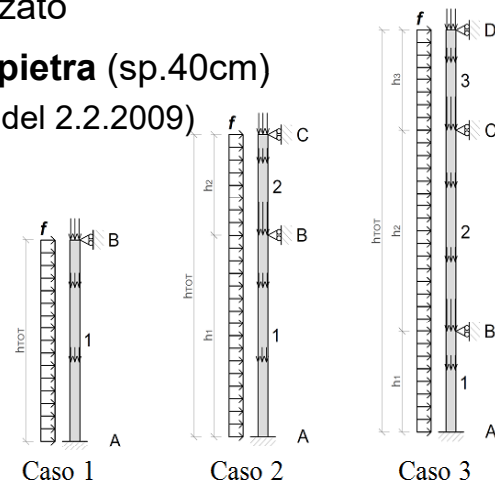 zato
pietra (sp.40cm)
del 2.2.2009)
f
D
h3
3
C
hTOT
h2
2
B
h1
1
A
Caso 3
f
C
h2
2
B
hTOT
h1
1
A
Caso 2
f
B
hTOT
1
A
Caso 1